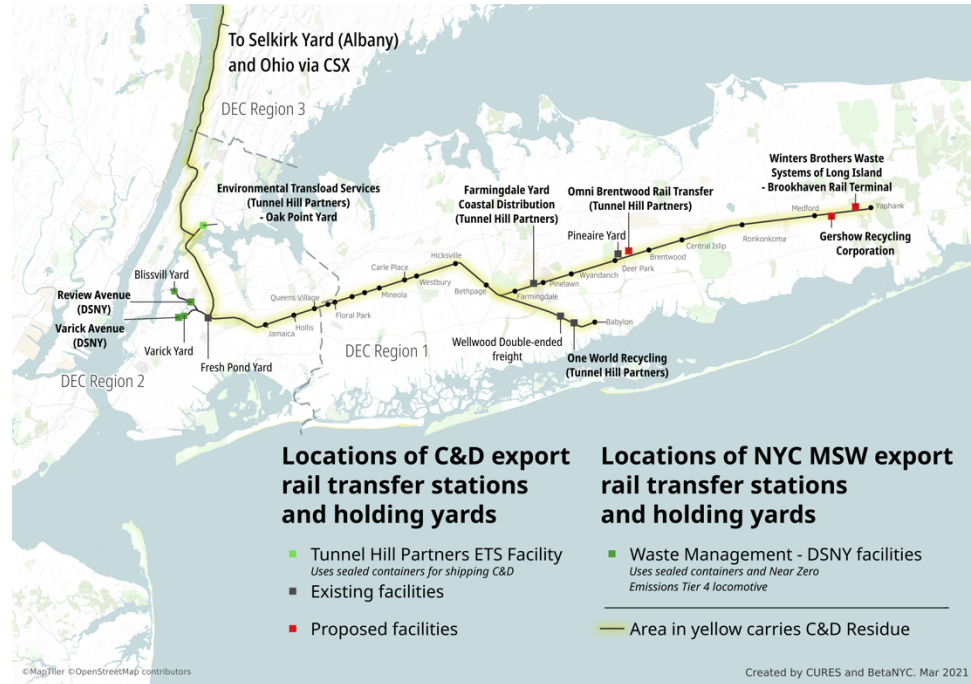 To Selkirk Yard (Albany)
and Ohio via CSX
DEC Region 3
Environmental Transload Services
(Tunnel Hill Partners)
- Oak Point Yard
Farmingdale Yard
Coastal Distribution
(Tunnel Hill Partners)
Omni Brentwood Rail Transfer
(Tunnel Hill Partners)
Winters Brothers Waste
Systems of Long Island
- Brookhaven Rail Terminal
Pineaire Yard
Medford
Yaphank
Gershow Recycling
Corporation
Ronkonkoma
Central Islip
Brentwood
Deer Park
Wyandanch
Pinelawn
Farmingdale
Bethpage
Hicksville
Westbury
Carle Place
Mineola
Floral Park
Queens Village
Hollis
Jamaica
Blissvill Yard
Review Avenue
(DSNY)
Varick Avenue
(DSNY)
Varick Yard
Fresh Pond Yard
DEC Region 2
DEC Region 1
Wellwood Double-ended
freight
Babylon
One World Recycling
(Tunnel Hill Partners)
Locations of C&D export
rail transfer stations
and holding yards
Tunnel Hill Partners ETS Facility
Uses sealed containers for shipping C&D
Existing facilities
Proposed facilities
Locations of NYC MSW export
rail transfer stations
and holding yards
Waste Management - DSNY facilities
Uses sealed containers and Near Zero
Emissions Tier 4 locomotive
Area in yellow carries C&D Residue
©MapTiler ©OpenStreetMap contributors
Created by CURES and BetaNYC. Mar 2021